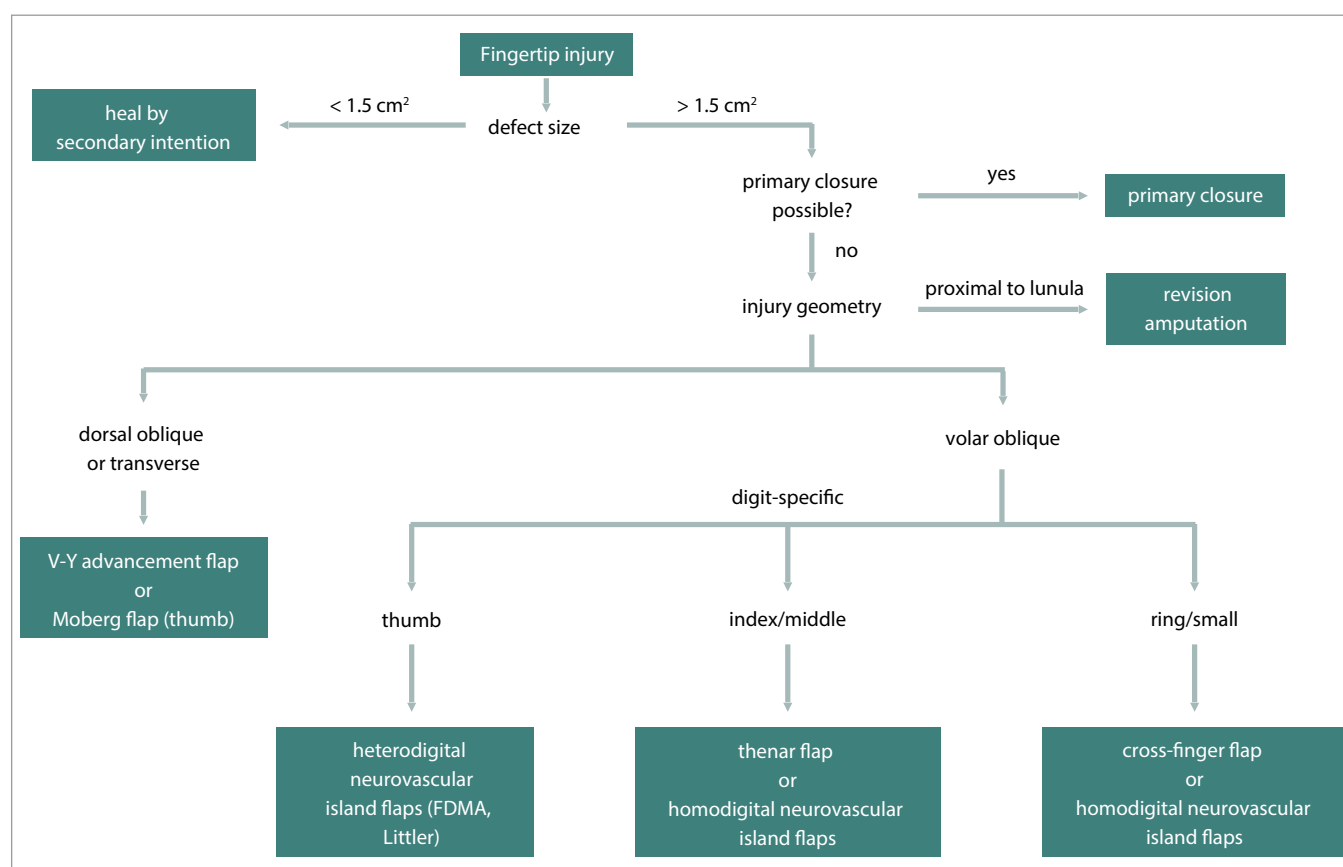 Fingertip injury
< 1.5 cm²
> 1.5 cm²
heal by
secondary intention
defect size
primary closure
possible?
yes
primary closure
no
injury geometry
proximal to lunula
revision
amputation
dorsal oblique
or transverse
volar oblique
digit-specific
V-Y advancement flap
or
Moberg flap (thumb)
thumb
index/middle
ring/small
heterodigital
neurovascular
island flaps (FDMA,
Littler)
thenar flap
or
homodigital neurovascular
island flaps
cross-finger flap
or
homodigital neurovascular
island flaps